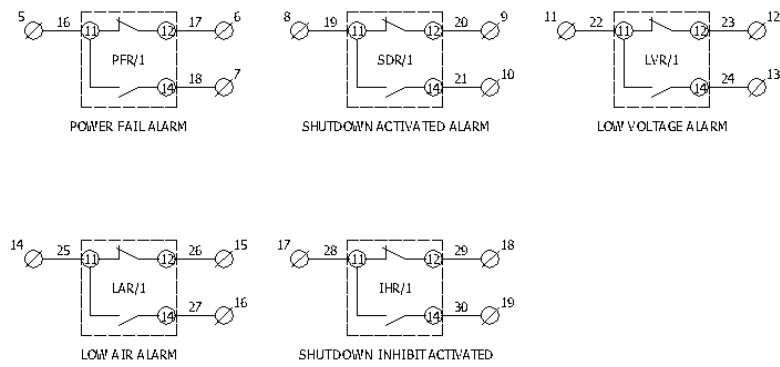 5 16 11 12 17 6
PFR/1
14 18 7
POWER FAIL ALARM
8 19 11 12 20 9
SDR/1
14 21 10
SHUTDOWN ACTIVATED ALARM
11 22 11 12 23 12
LVR/1
14 24 13
LOW VOLTAGE ALARM
14 25 11 12 26 15
LAR/1
14 27 16
LOW AIR ALARM
17 28 11 12 29 18
IHR/1
14 30 19
SHUTDOWN INHIBIT ACTIVATED